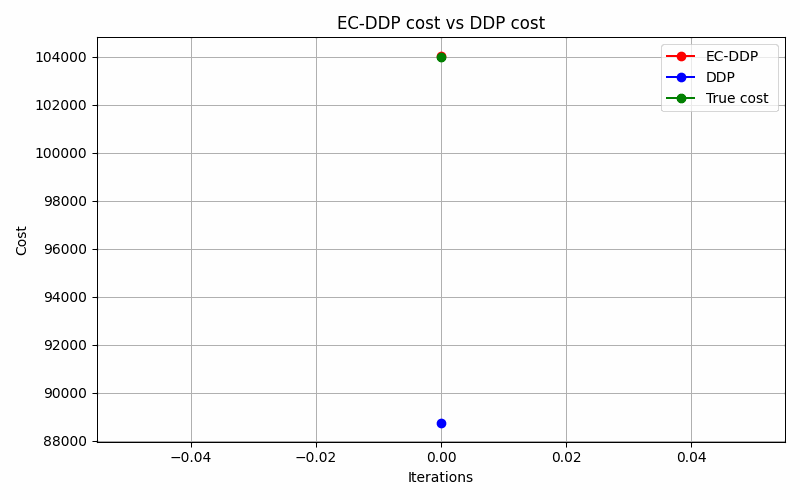 EC-DDP cost vs DDP cost
EC-DDP
DDP
True cost
104000
102000
100000
98000
96000
94000
92000
90000
88000
Cost
−0.04
−0.02
0.00
0.02
0.04
Iterations